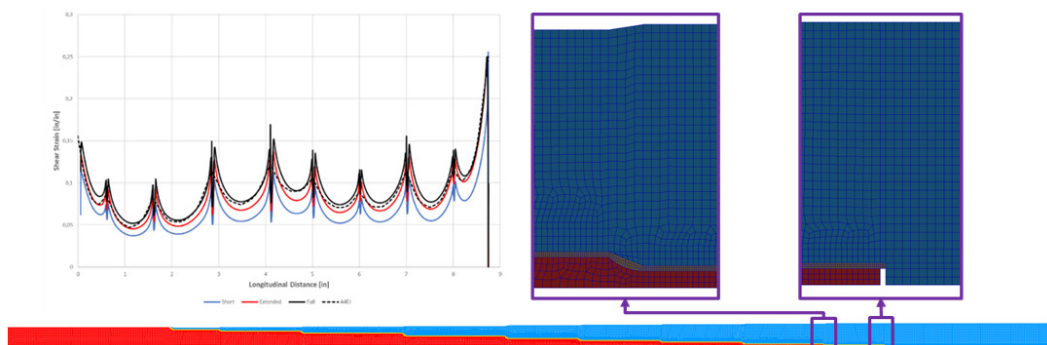 0,3
0,25
0,2
0,15
0,1
0,05
0
Shear Strain [in/in]
0 1 2 3 4 5 6 7 8 9
Longitudinal Distance [in]
Short Extended Full A4EI